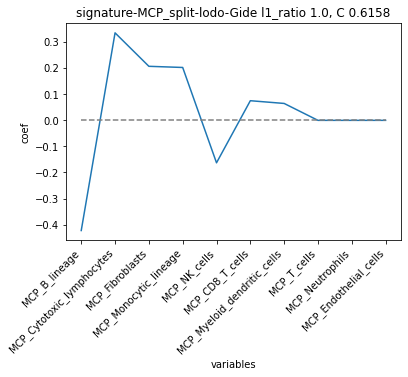 signature-MCP_split-lodo-Gide l1_ratio 1.0, C 0.6158
coef
0.3
0.2
0.1
0.0
−0.1
−0.2
−0.3
−0.4
MCP_B_lineage
MCP_Cytotoxic_lymphocytes
MCP_Fibroblasts
MCP_Monocytic_lineage
MCP_NK_cells
MCP_CD8_T_cells
MCP_Myeloid_dendritic_cells
MCP_T_cells
MCP_Neutrophils
MCP_Endothelial_cells
variables